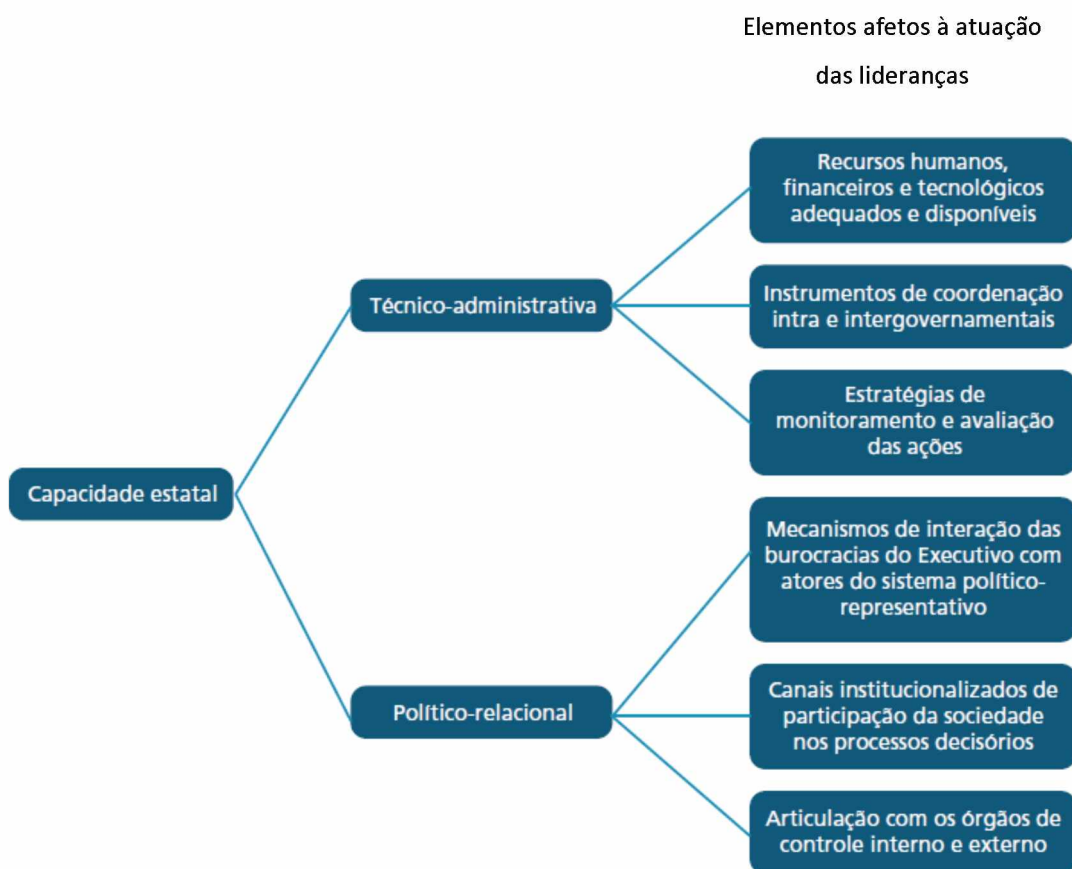 Elementos afetos à atuação
das lideranças
Recursos humanos,
financeiros e tecnológicos
adequados e disponíveis
Técnico-administrativa
Instrumentos de coordenação
intra e intergovernamentais
Estratégias de
monitoramento e avaliação
das ações
Capacidade estatal
Mecanismos de interação das
burocracias do Executivo com
atores do sistema político-
representativo
Político-relacional
Canais institucionalizados de
participação da sociedade
nos processos decisórios
Articulação com os órgãos de
controle interno e externo